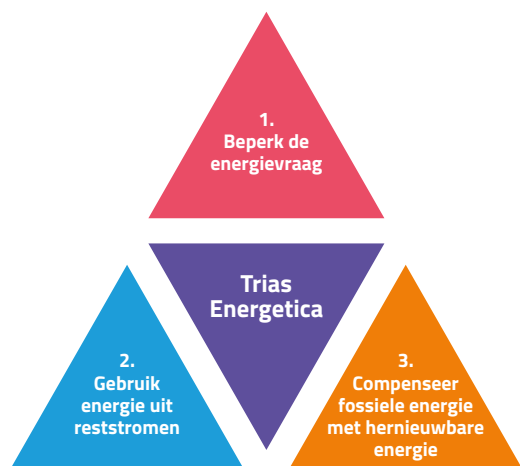 1.
Beperk de
energievraag
Trias
Energetica
2.
Gebruik
energie uit
reststromen
3.
Compenseer
fossiele energie
met hernieuwbare
energie